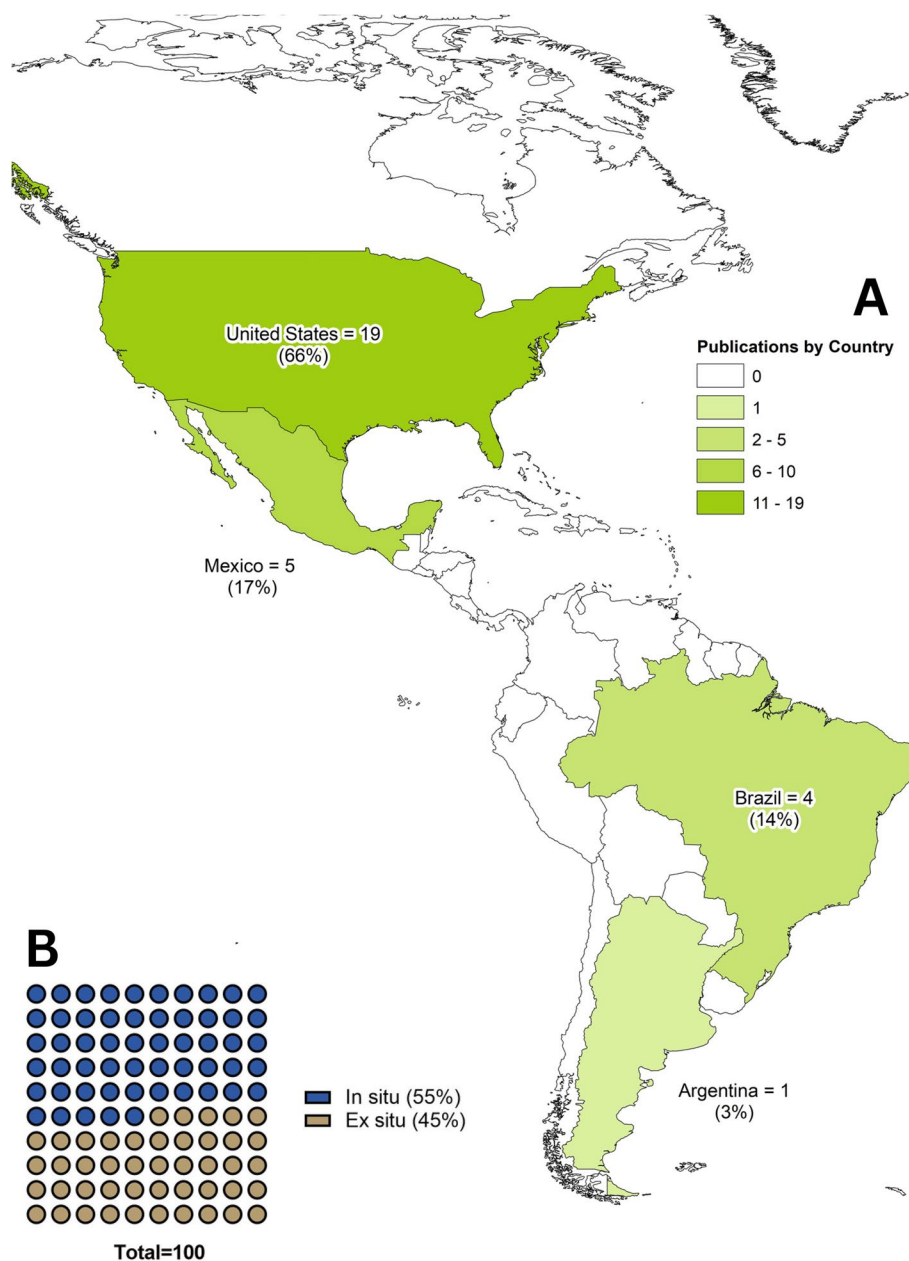 A
United States = 19
(66%)
Publications by Country
0
1
2 - 5
6 - 10
11 - 19
Mexico = 5
(17%)
Brazil = 4
(14%)
B
In situ (55%)
Ex situ (45%)
Argentina = 1
(3%)
Total=100